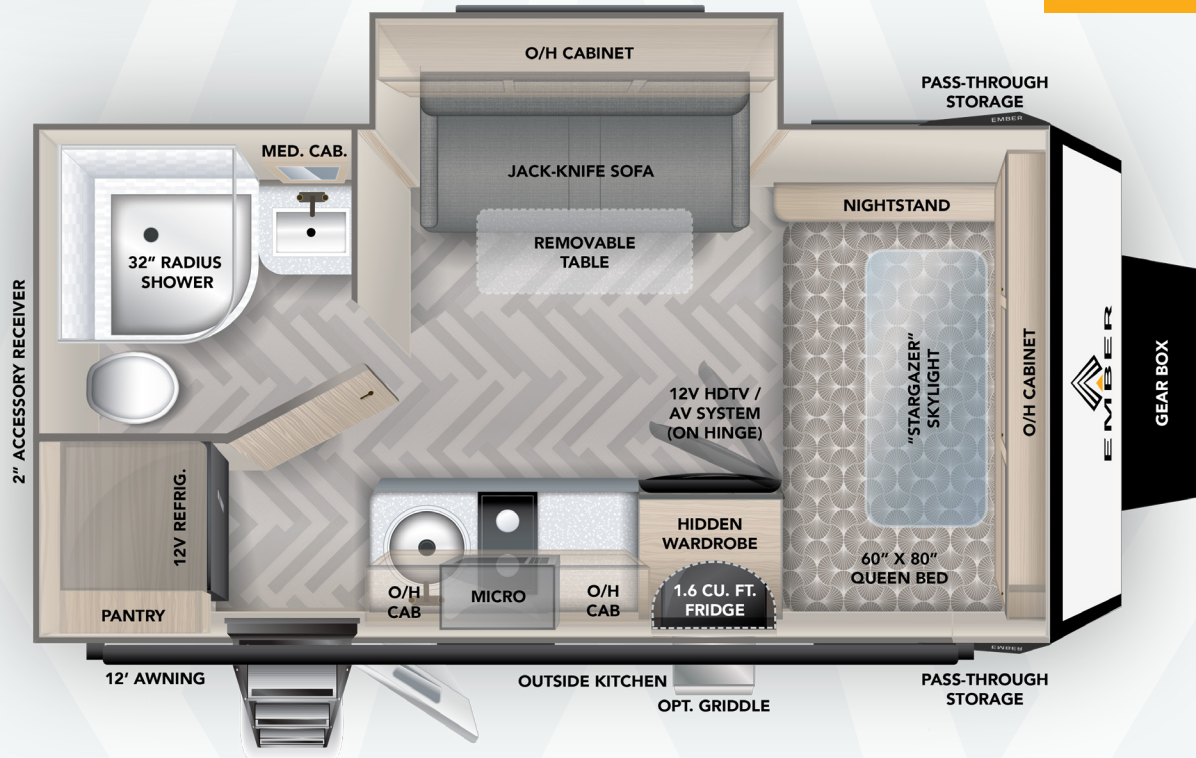 O/H CABINET
PASS-THROUGH
STORAGE
EMBER
MED. CAB.
JACK-KNIFE SOFA
NIGHTSTAND
REMOVABLE
TABLE
32" RADIUS
SHOWER
2" ACCESSORY RECEIVER
"STARGAZER"
SKYLIGHT
O/H CABINET
EMBER
GEAR BOX
12V HDTV /
AV SYSTEM
(ON HINGE)
12V REFRIG.
HIDDEN
WARDROBE
60" X 80"
QUEEN BED
O/H
CAB
MICRO
O/H
CAB
1.6 CU. FT.
FRIDGE
PANTRY
EMBER
12' AWNING
OUTSIDE KITCHEN
OPT. GRIDDLE
PASS-THROUGH
STORAGE